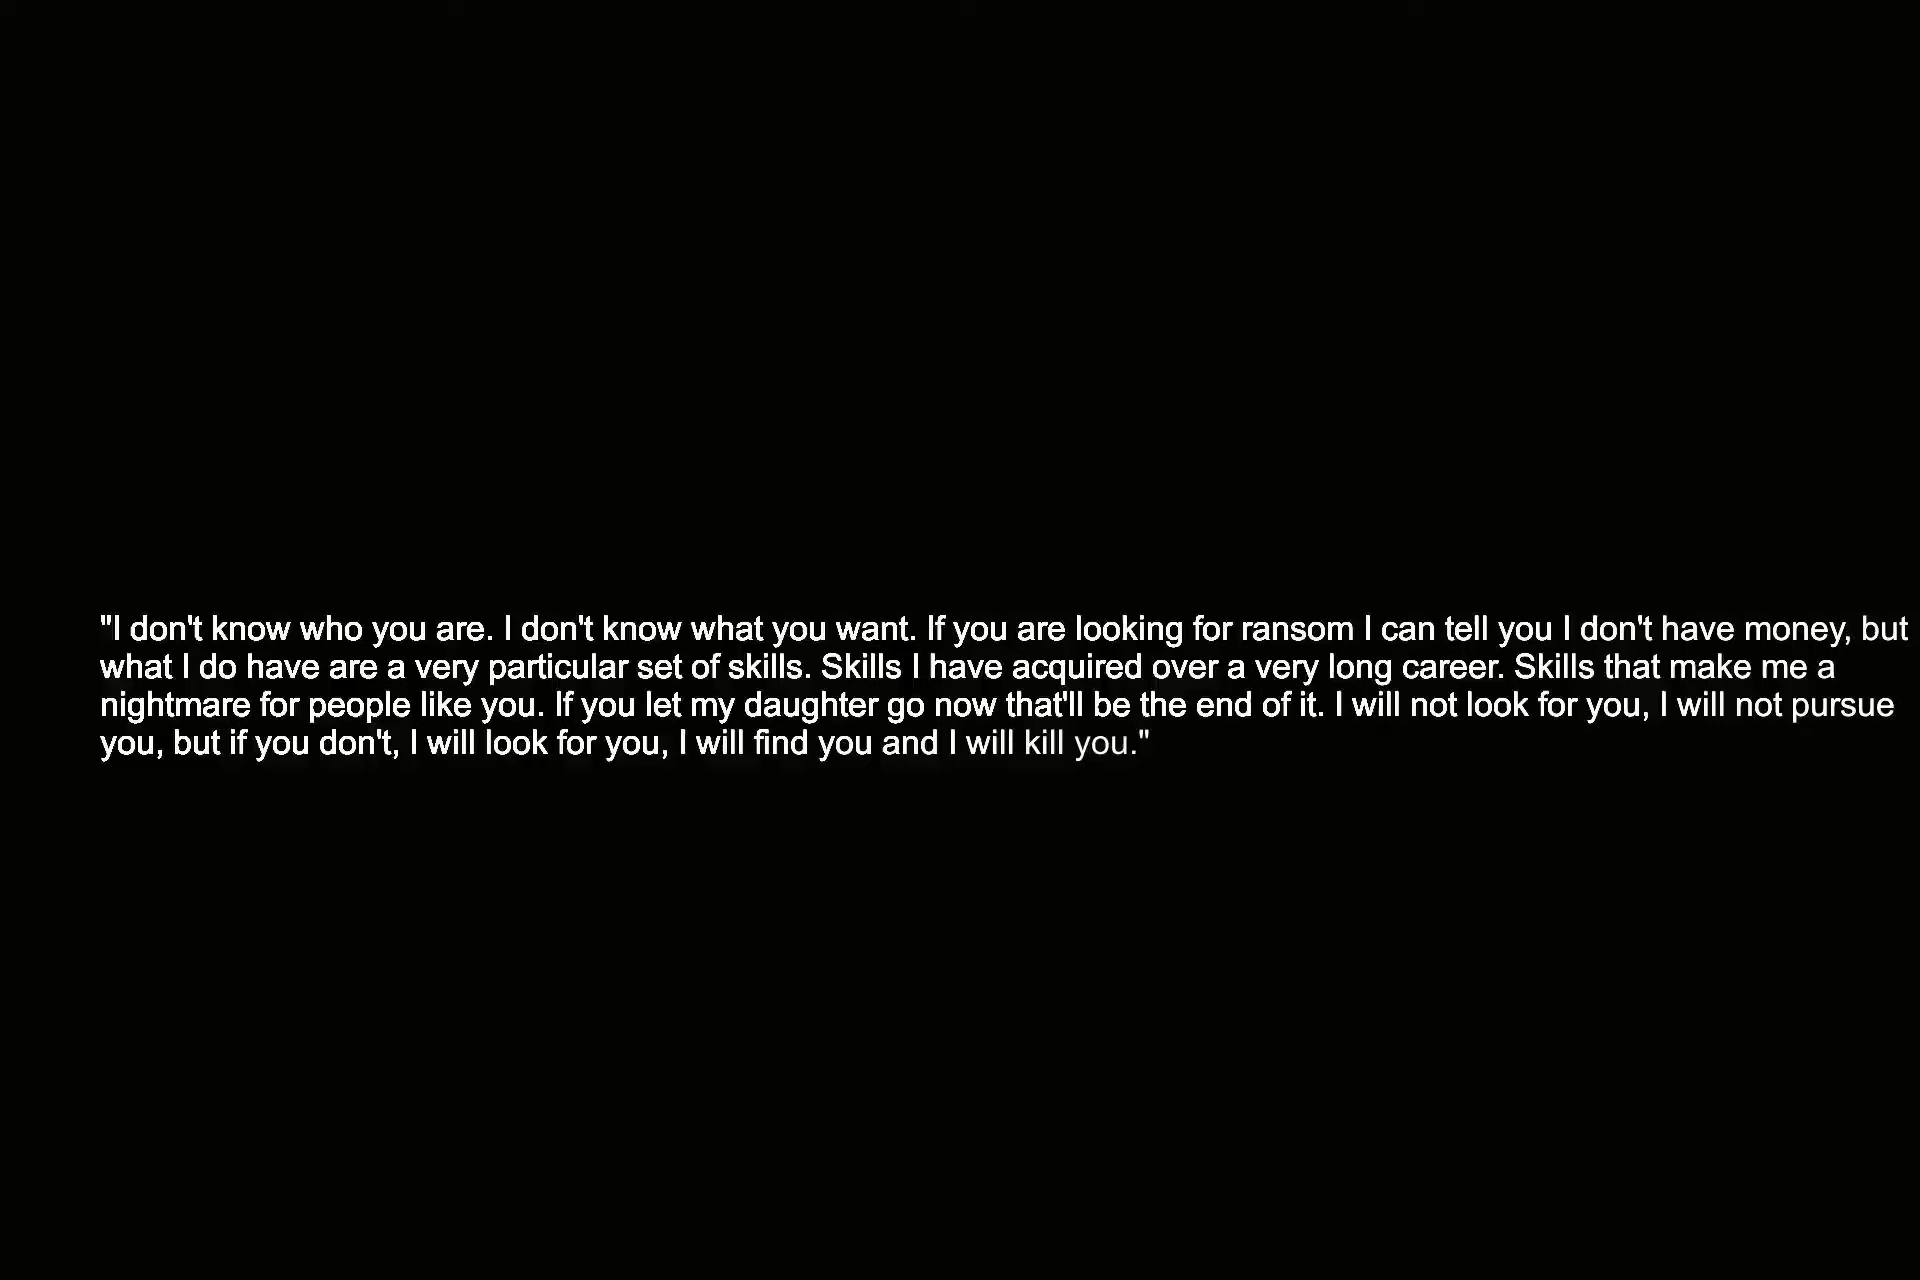 "I don't know who you are. I don't know what you want. If you are looking for ransom I can tell you I don't have money, but
what I do have are a very particular set of skills. Skills I have acquired over a very long career. Skills that make me a
nightmare for people like you. If you let my daughter go now that'll be the end of it. I will not look for you, I will not pursue
you, but if you don't, I will look for you, I will find you and I will kill you."